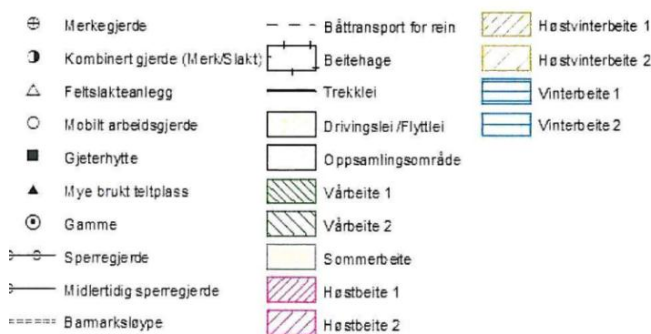 Merkegjerde
Kombinert gjerde (Merk/Slakt)
Feltslakteanlegg
Mobilt arbeidsgjerde
Gjeterhytte
Mye brukt teltplass
Gamme
Sperregjerde
Midlertidig sperregjerde
Barmarksløype
Båttransport for rein
Beitehage
Trekklei
Drivingslei /Flyttlei
Oppsamlingsområde
Vårbeite 1
Vårbeite 2
Sommerbeite
Høstbeite 1
Høstbeite 2
Høstvinterbeite 1
Høstvinterbeite 2
Vinterbeite 1
Vinterbeite 2